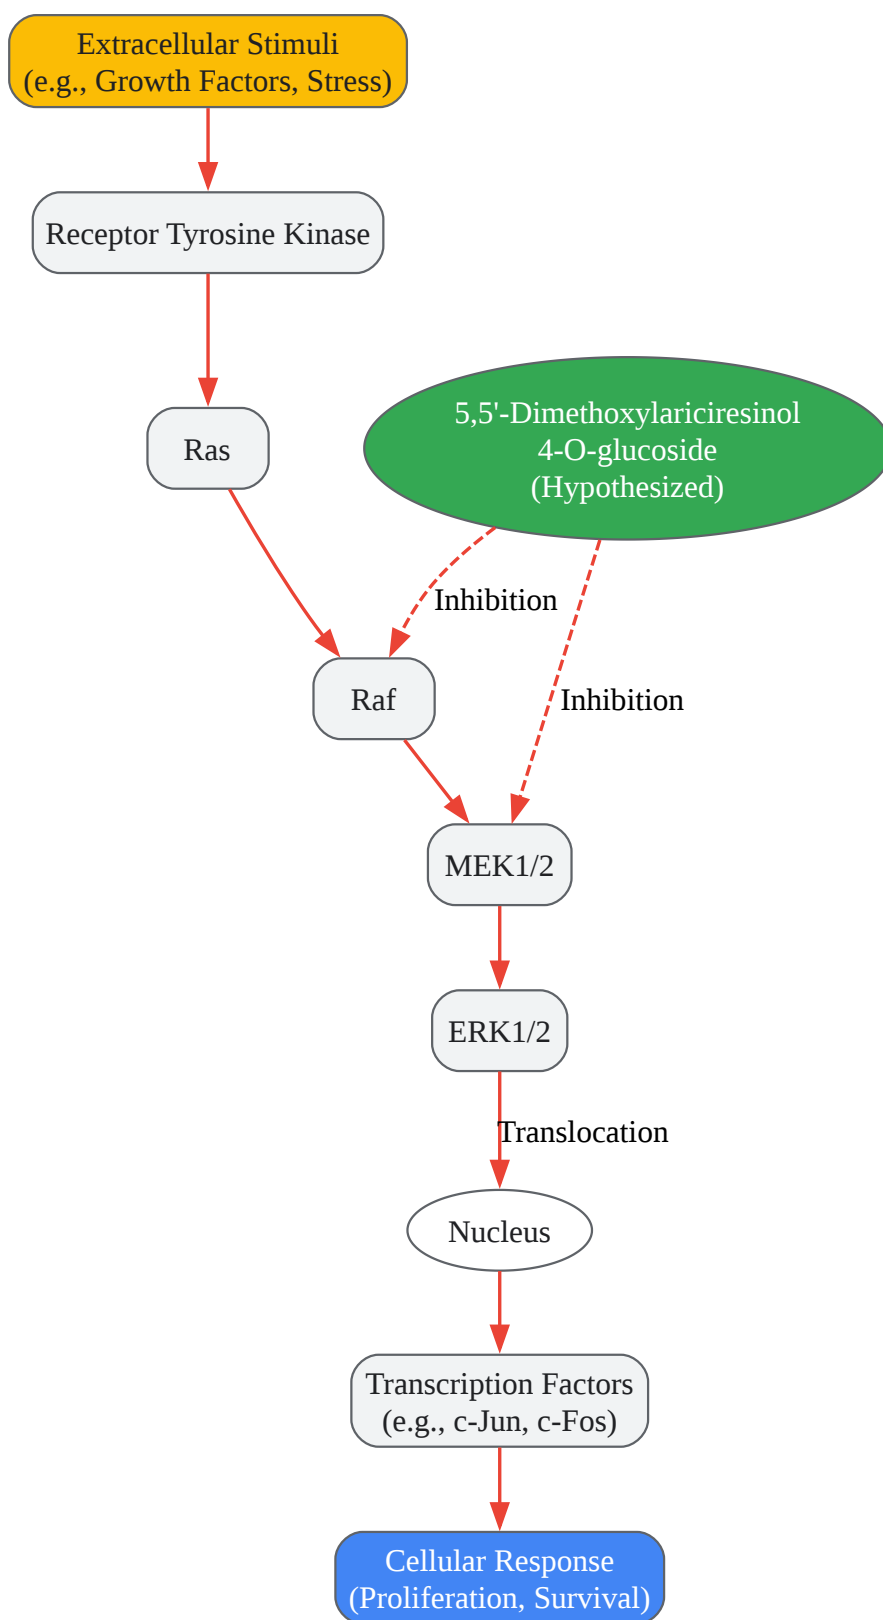 Extracellular Stimuli
(e.g., Growth Factors, Stress)
Receptor Tyrosine Kinase
Ras
5,5'-Dimethoxylariciresinol
4-O-glucoside
(Hypothesized)
Inhibition
Raf
Inhibition
MEK1/2
ERK1/2
Translocation
Nucleus
Transcription Factors
(e.g., c-Jun, c-Fos)
Cellular Response
(Proliferation, Survival)